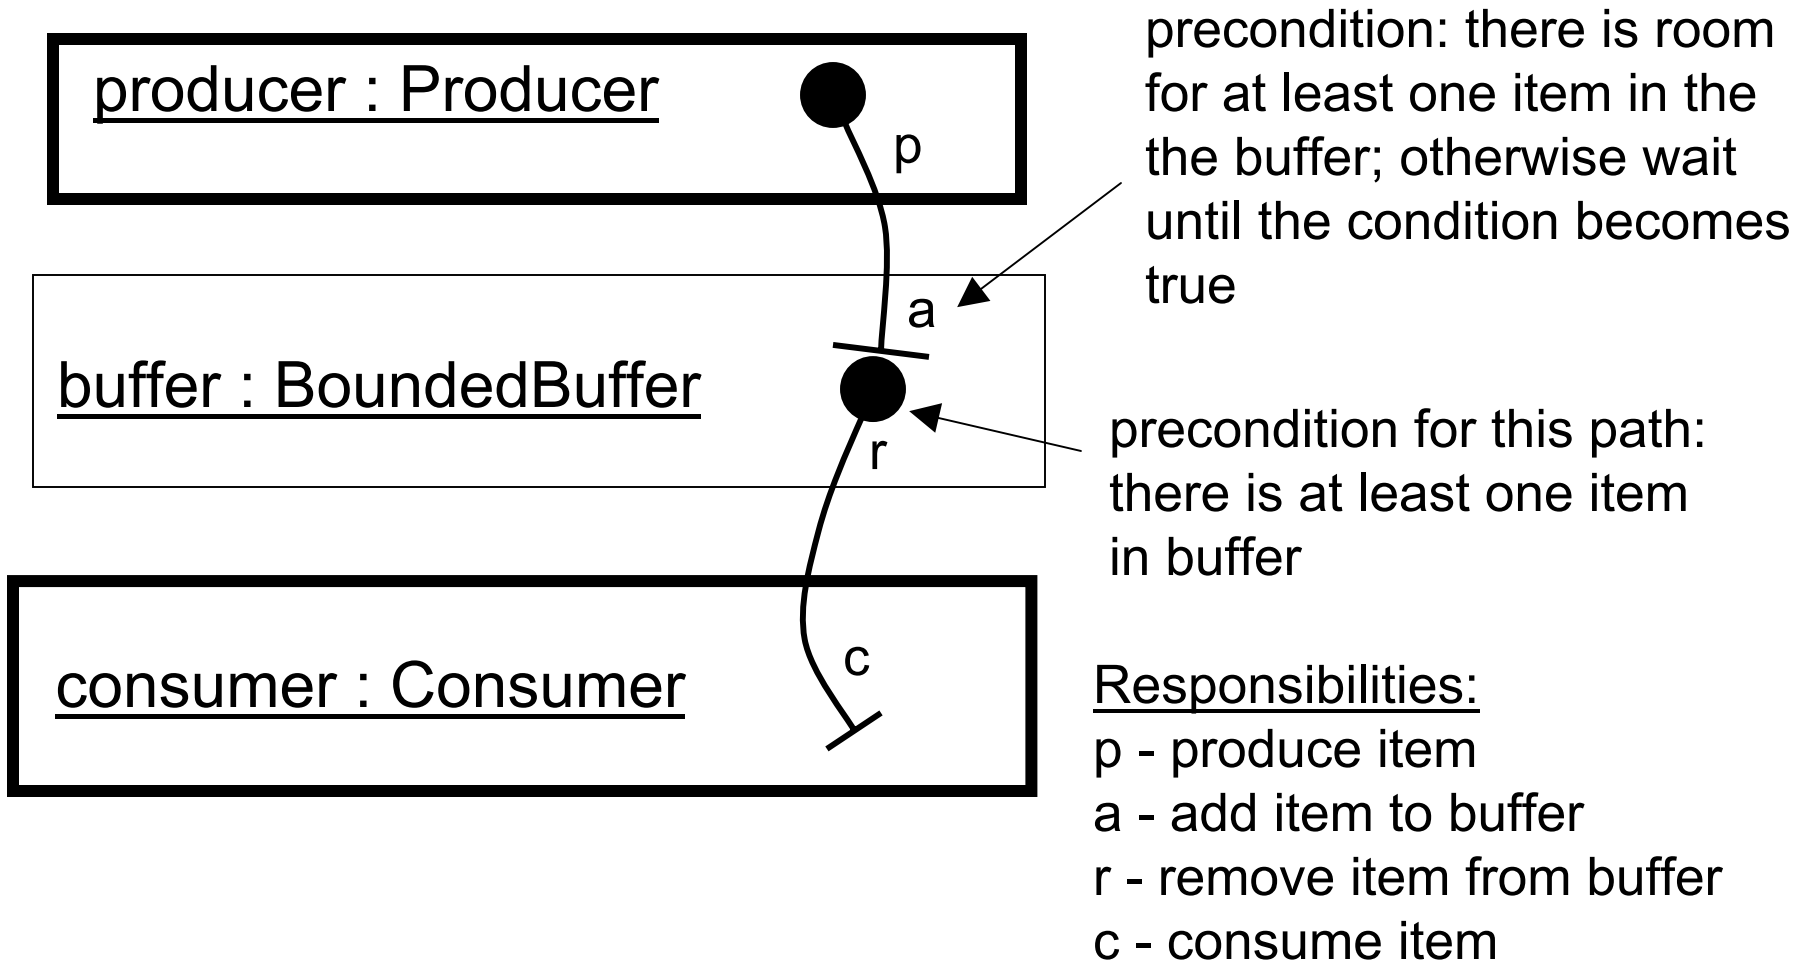 producer : Producer
p
precondition: there is room
for at least one item in the
the buffer; otherwise wait
until the condition becomes
true
a
buffer : BoundedBuffer
r
precondition for this path:
there is at least one item
in buffer
consumer : Consumer
c
Responsibilities:
p - produce item
a - add item to buffer
r - remove item from buffer
c - consume item